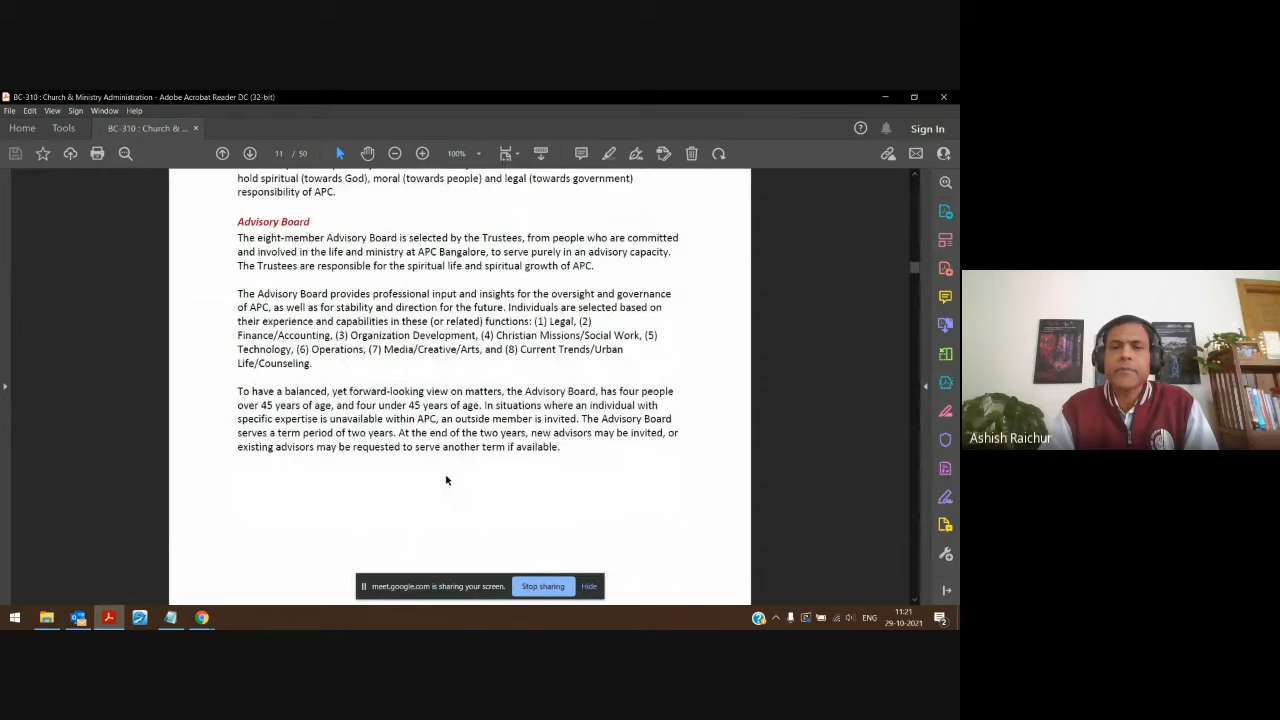 BC-310 : Church & Ministry Administration - Adobe Acrobat Reader DC (32-bit)
File Edit View Sign Window Help
Home Tools BC-310 : Church & ... × Sign In
11 / 50 100%
hold spiritual (towards God), moral (towards people) and legal (towards government)
responsibility of APC.
Advisory Board
The eight-member Advisory Board is selected by the Trustees, from people who are committed
and involved in the life and ministry at APC Bangalore, to serve purely in an advisory capacity.
The Trustees are responsible for the spiritual life and spiritual growth of APC.
The Advisory Board provides professional input and insights for the oversight and governance
of APC, as well as for stability and direction for the future. Individuals are selected based on
their experience and capabilities in these (or related) functions: (1) Legal, (2)
Finance/Accounting, (3) Organization Development, (4) Christian Missions/Social Work, (5)
Technology, (6) Operations, (7) Media/Creative/Arts, and (8) Current Trends/Urban
Life/Counseling.
To have a balanced, yet forward-looking view on matters, the Advisory Board, has four people
over 45 years of age, and four under 45 years of age. In situations where an individual with
specific expertise is unavailable within APC, an outside member is invited. The Advisory Board
serves a term period of two years. At the end of the two years, new advisors may be invited, or
existing advisors may be requested to serve another term if available.
Ashish Raichur
meet.google.com is sharing your screen. Stop sharing Hide
ENG 11:21
29-10-2021 2